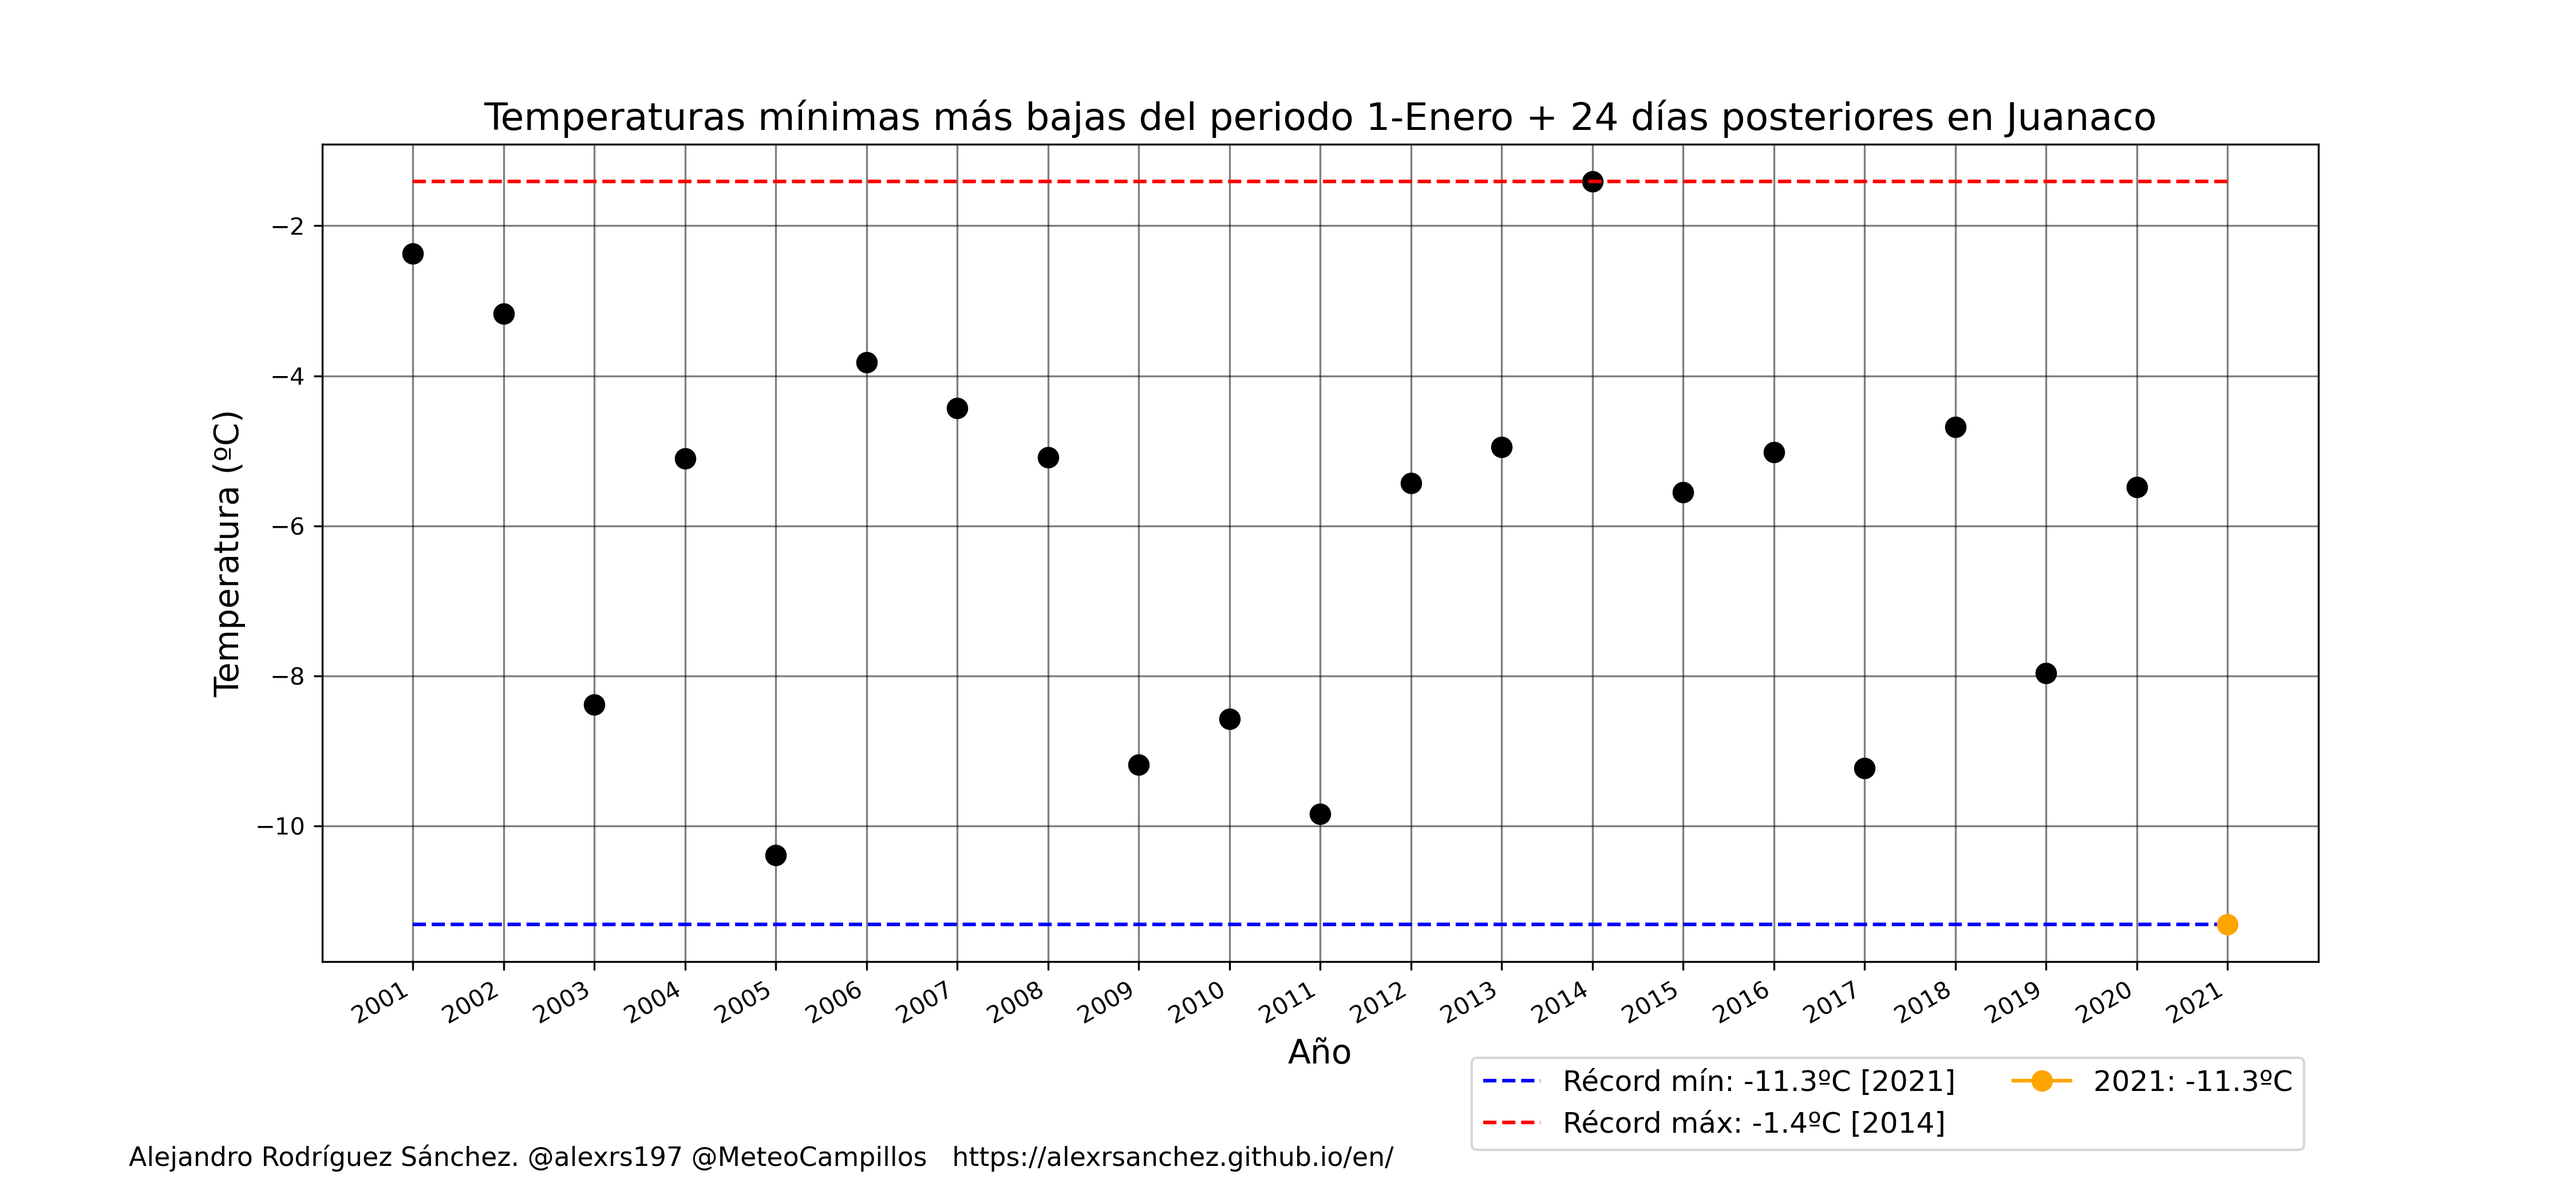 Temperaturas mínimas más bajas del periodo 1-Enero + 24 días posteriores en Juanaco
Temperatura (ºC)
−2
−4
−6
−8
−10
2001 2002 2003 2004 2005 2006 2007 2008 2009 2010 2011 2012 2013 2014 2015 2016 2017 2018 2019 2020 2021
Año
Récord mín: -11.3ºC [2021]
Récord máx: -1.4ºC [2014]
2021: -11.3ºC
Alejandro Rodríguez Sánchez. @alexrs197 @MeteoCampillos https://alexrsanchez.github.io/en/